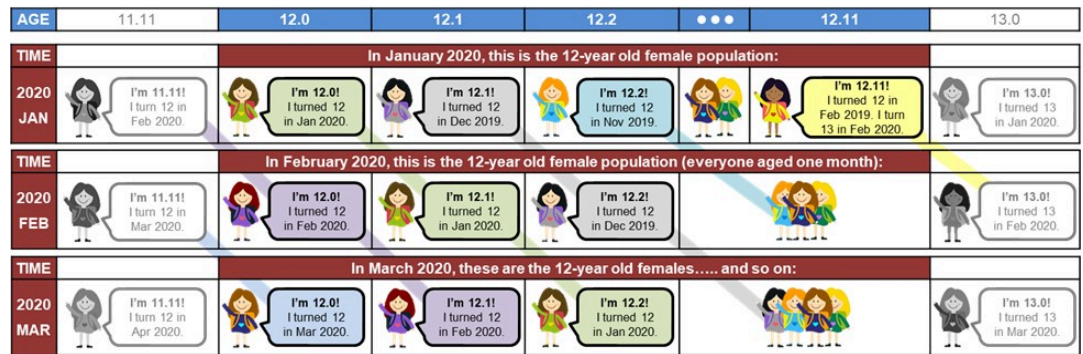 AGE 11.11 12.0 12.1 12.2 ●●● 12.11 13.0
TIME In January 2020, this is the 12-year old female population:
2020
JAN
I'm 11.11!
I turn 12 in
Feb 2020.
I'm 12.0!
I turned 12
in Jan 2020.
I'm 12.1!
I turned 12
in Dec 2019.
I'm 12.2!
I turned 12
in Nov 2019.
I'm 12.11!
I turned 12 in
Feb 2019. I turn
13 in Feb 2020.
I'm 13.0!
I turned 13
in Jan 2020.
TIME In February 2020, this is the 12-year old female population (everyone aged one month):
2020
FEB
I'm 11.11!
I turn 12 in
Mar 2020.
I'm 12.0!
I turned 12
in Feb 2020.
I'm 12.1!
I turned 12
in Jan 2020.
I'm 12.2!
I turned 12
in Dec 2019.
I'm 13.0!
I turned 13
in Feb 2020.
TIME In March 2020, these are the 12-year old females..... and so on:
2020
MAR
I'm 11.11!
I turn 12 in
Apr 2020.
I'm 12.0!
I turned 12
in Mar 2020.
I'm 12.1!
I turned 12
in Feb 2020.
I'm 12.2!
I turned 12
in Jan 2020.
I'm 13.0!
I turned 13
in Mar 2020.